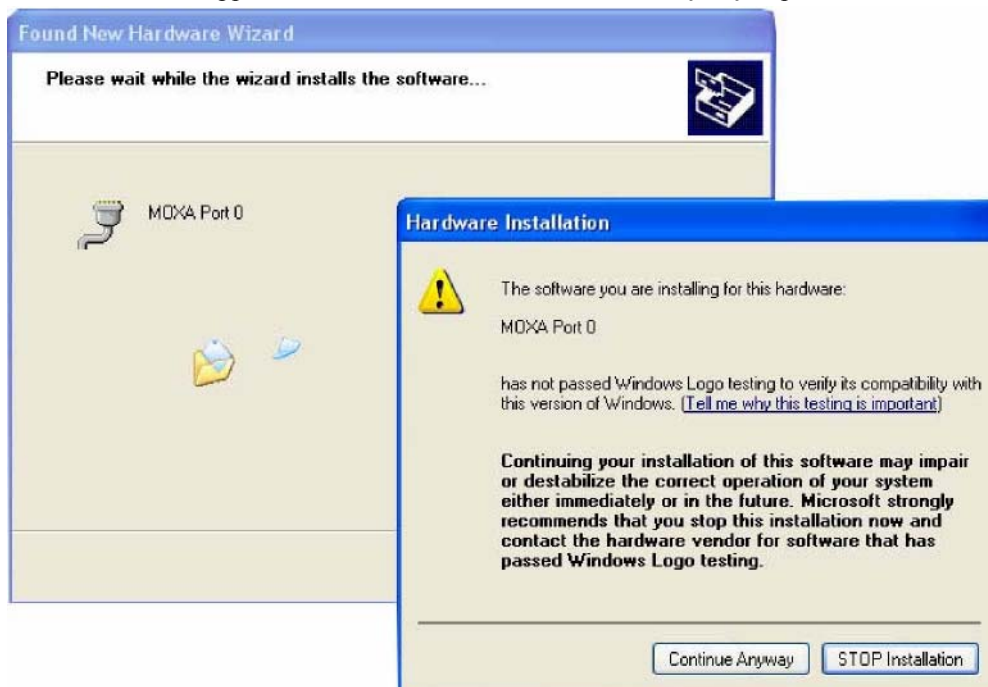 Found New Hardware Wizard
Please wait while the wizard installs the software...
MOXA Port 0
Hardware Installation
The software you are installing for this hardware:
MOXA Port 0
has not passed Windows Logo testing to verify its compatibility with
this version of Windows. (Tell me why this testing is important)
Continuing your installation of this software may impair
or destabilize the correct operation of your system
either immediately or in the future. Microsoft strongly
recommends that you stop this installation now and
contact the hardware vendor for software that has
passed Windows Logo testing.
Continue Anyway
STOP Installation